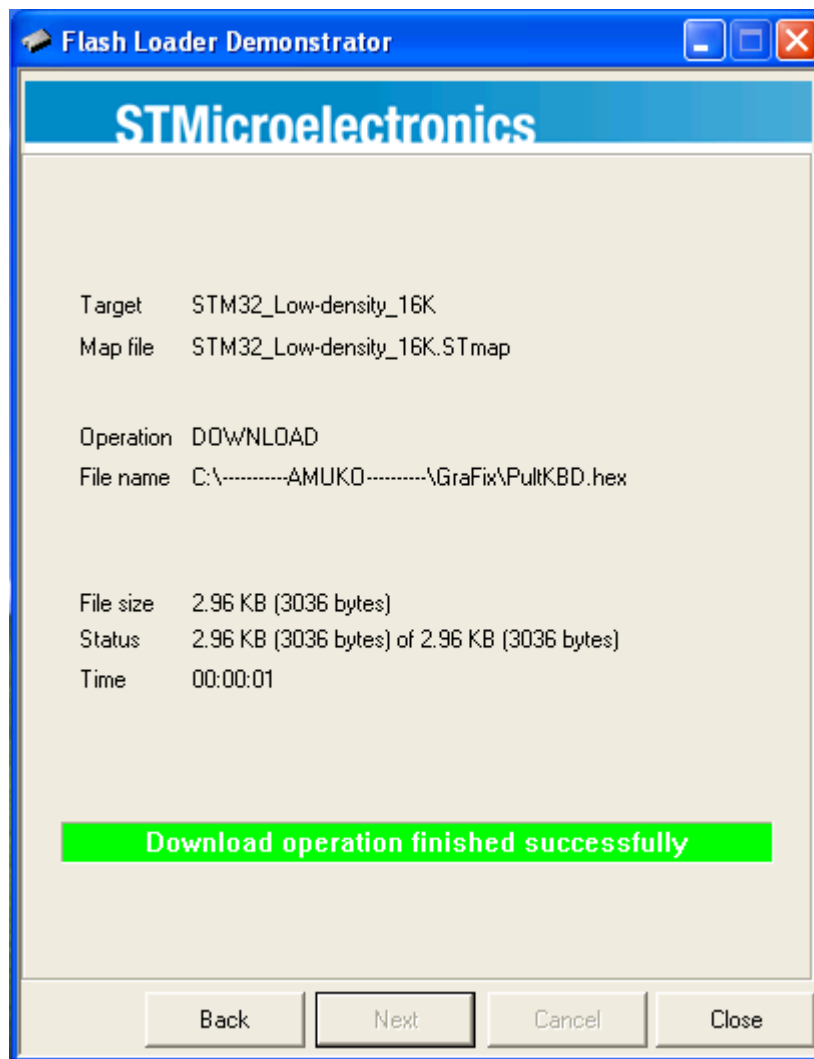 Flash Loader Demonstrator
STMicroelectronics
Target STM32_Low-density_16K
Map file STM32_Low-density_16K.STmap
Operation DOWNLOAD
File name C:\----------AMUKO----------\GraFix\PultKBD.hex
File size 2.96 KB (3036 bytes)
Status 2.96 KB (3036 bytes) of 2.96 KB (3036 bytes)
Time 00:00:01
Download operation finished successfully
Back Next Cancel Close